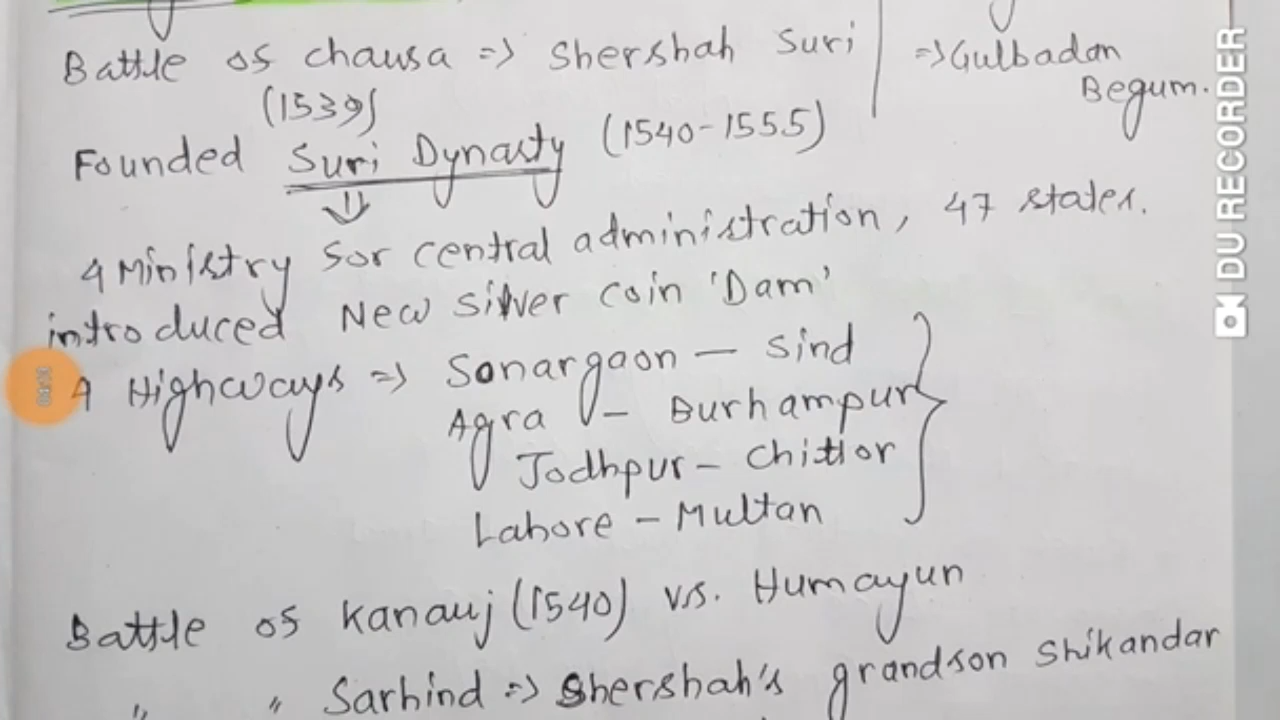 Battle of chausa => Shershah Suri | => Gulbadan Begum.
(1539)
Founded Suri Dynasty (1540-1555)
4 Ministry for central administration, 47 states.
introduced New silver coin 'Dam'
4 Highways => Sonargaon - Sind
Agra - Burhampur
Jodhpur - Chittor
Lahore - Multan
Battle of Kanauj (1540) v.s. Humayun
" " Sarhind => Shershah's grandson Shikandar
DU RECORDER